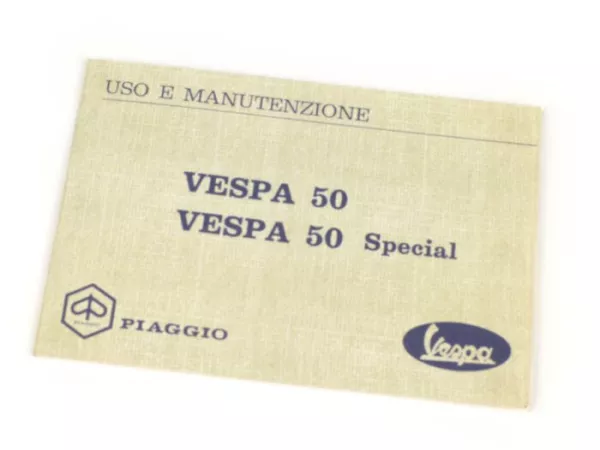 USO E MANUTENZIONE
VESPA 50
VESPA 50 Special
PIAGGIO
Vespa